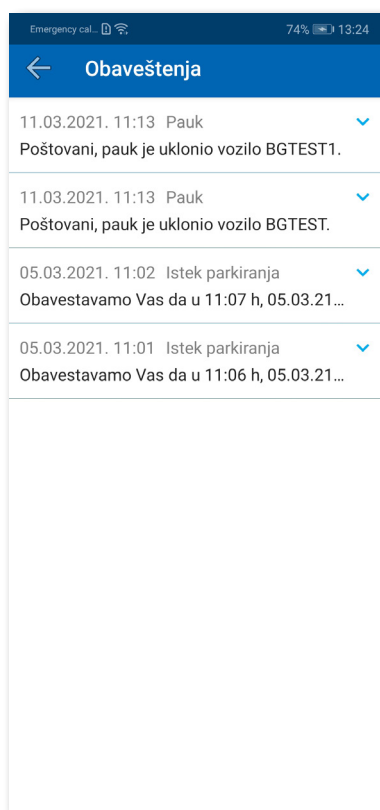 Emergency cal... 74% 13:24
Obaveštenja
11.03.2021. 11:13 Pauk
Poštovani, pauk je uklonio vozilo BGTEST1.
11.03.2021. 11:13 Pauk
Poštovani, pauk je uklonio vozilo BGTEST.
05.03.2021. 11:02 Istek parkiranja
Obavestavamo Vas da u 11:07 h, 05.03.21...
05.03.2021. 11:01 Istek parkiranja
Obavestavamo Vas da u 11:06 h, 05.03.21...